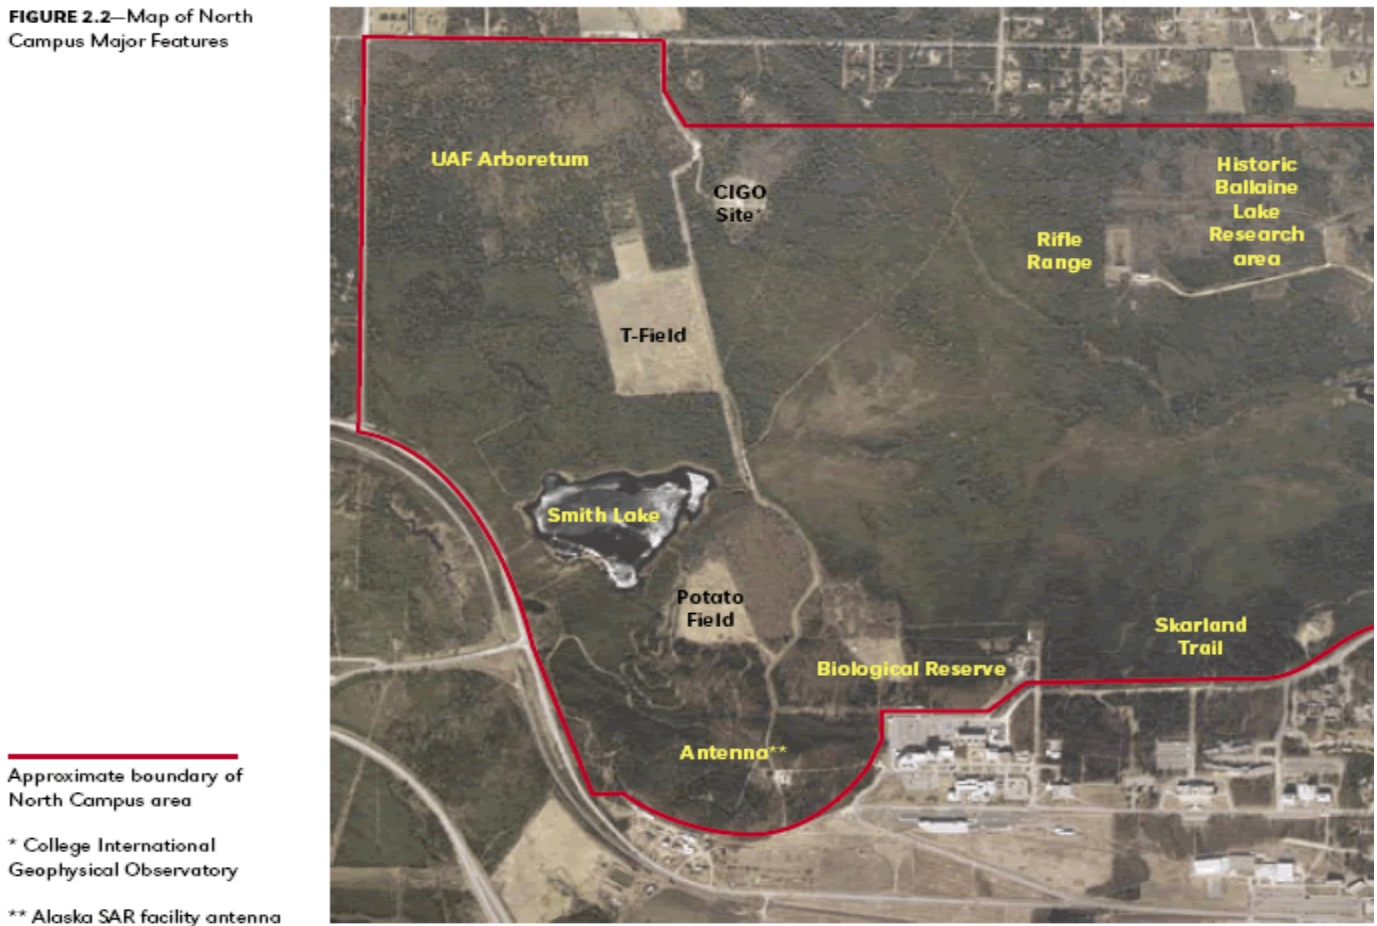 FIGURE 2.2—Map of North
Campus Major Features
UAF Arboretum
CIGO
Site*
Historic
Ballaine
Lake
Research
area
Rifle
Range
T-Field
Smith Lake
Potato
Field
Skarland
Trail
Biological Reserve
Antenna**
Approximate boundary of
North Campus area
* College International
Geophysical Observatory
** Alaska SAR facility antenna